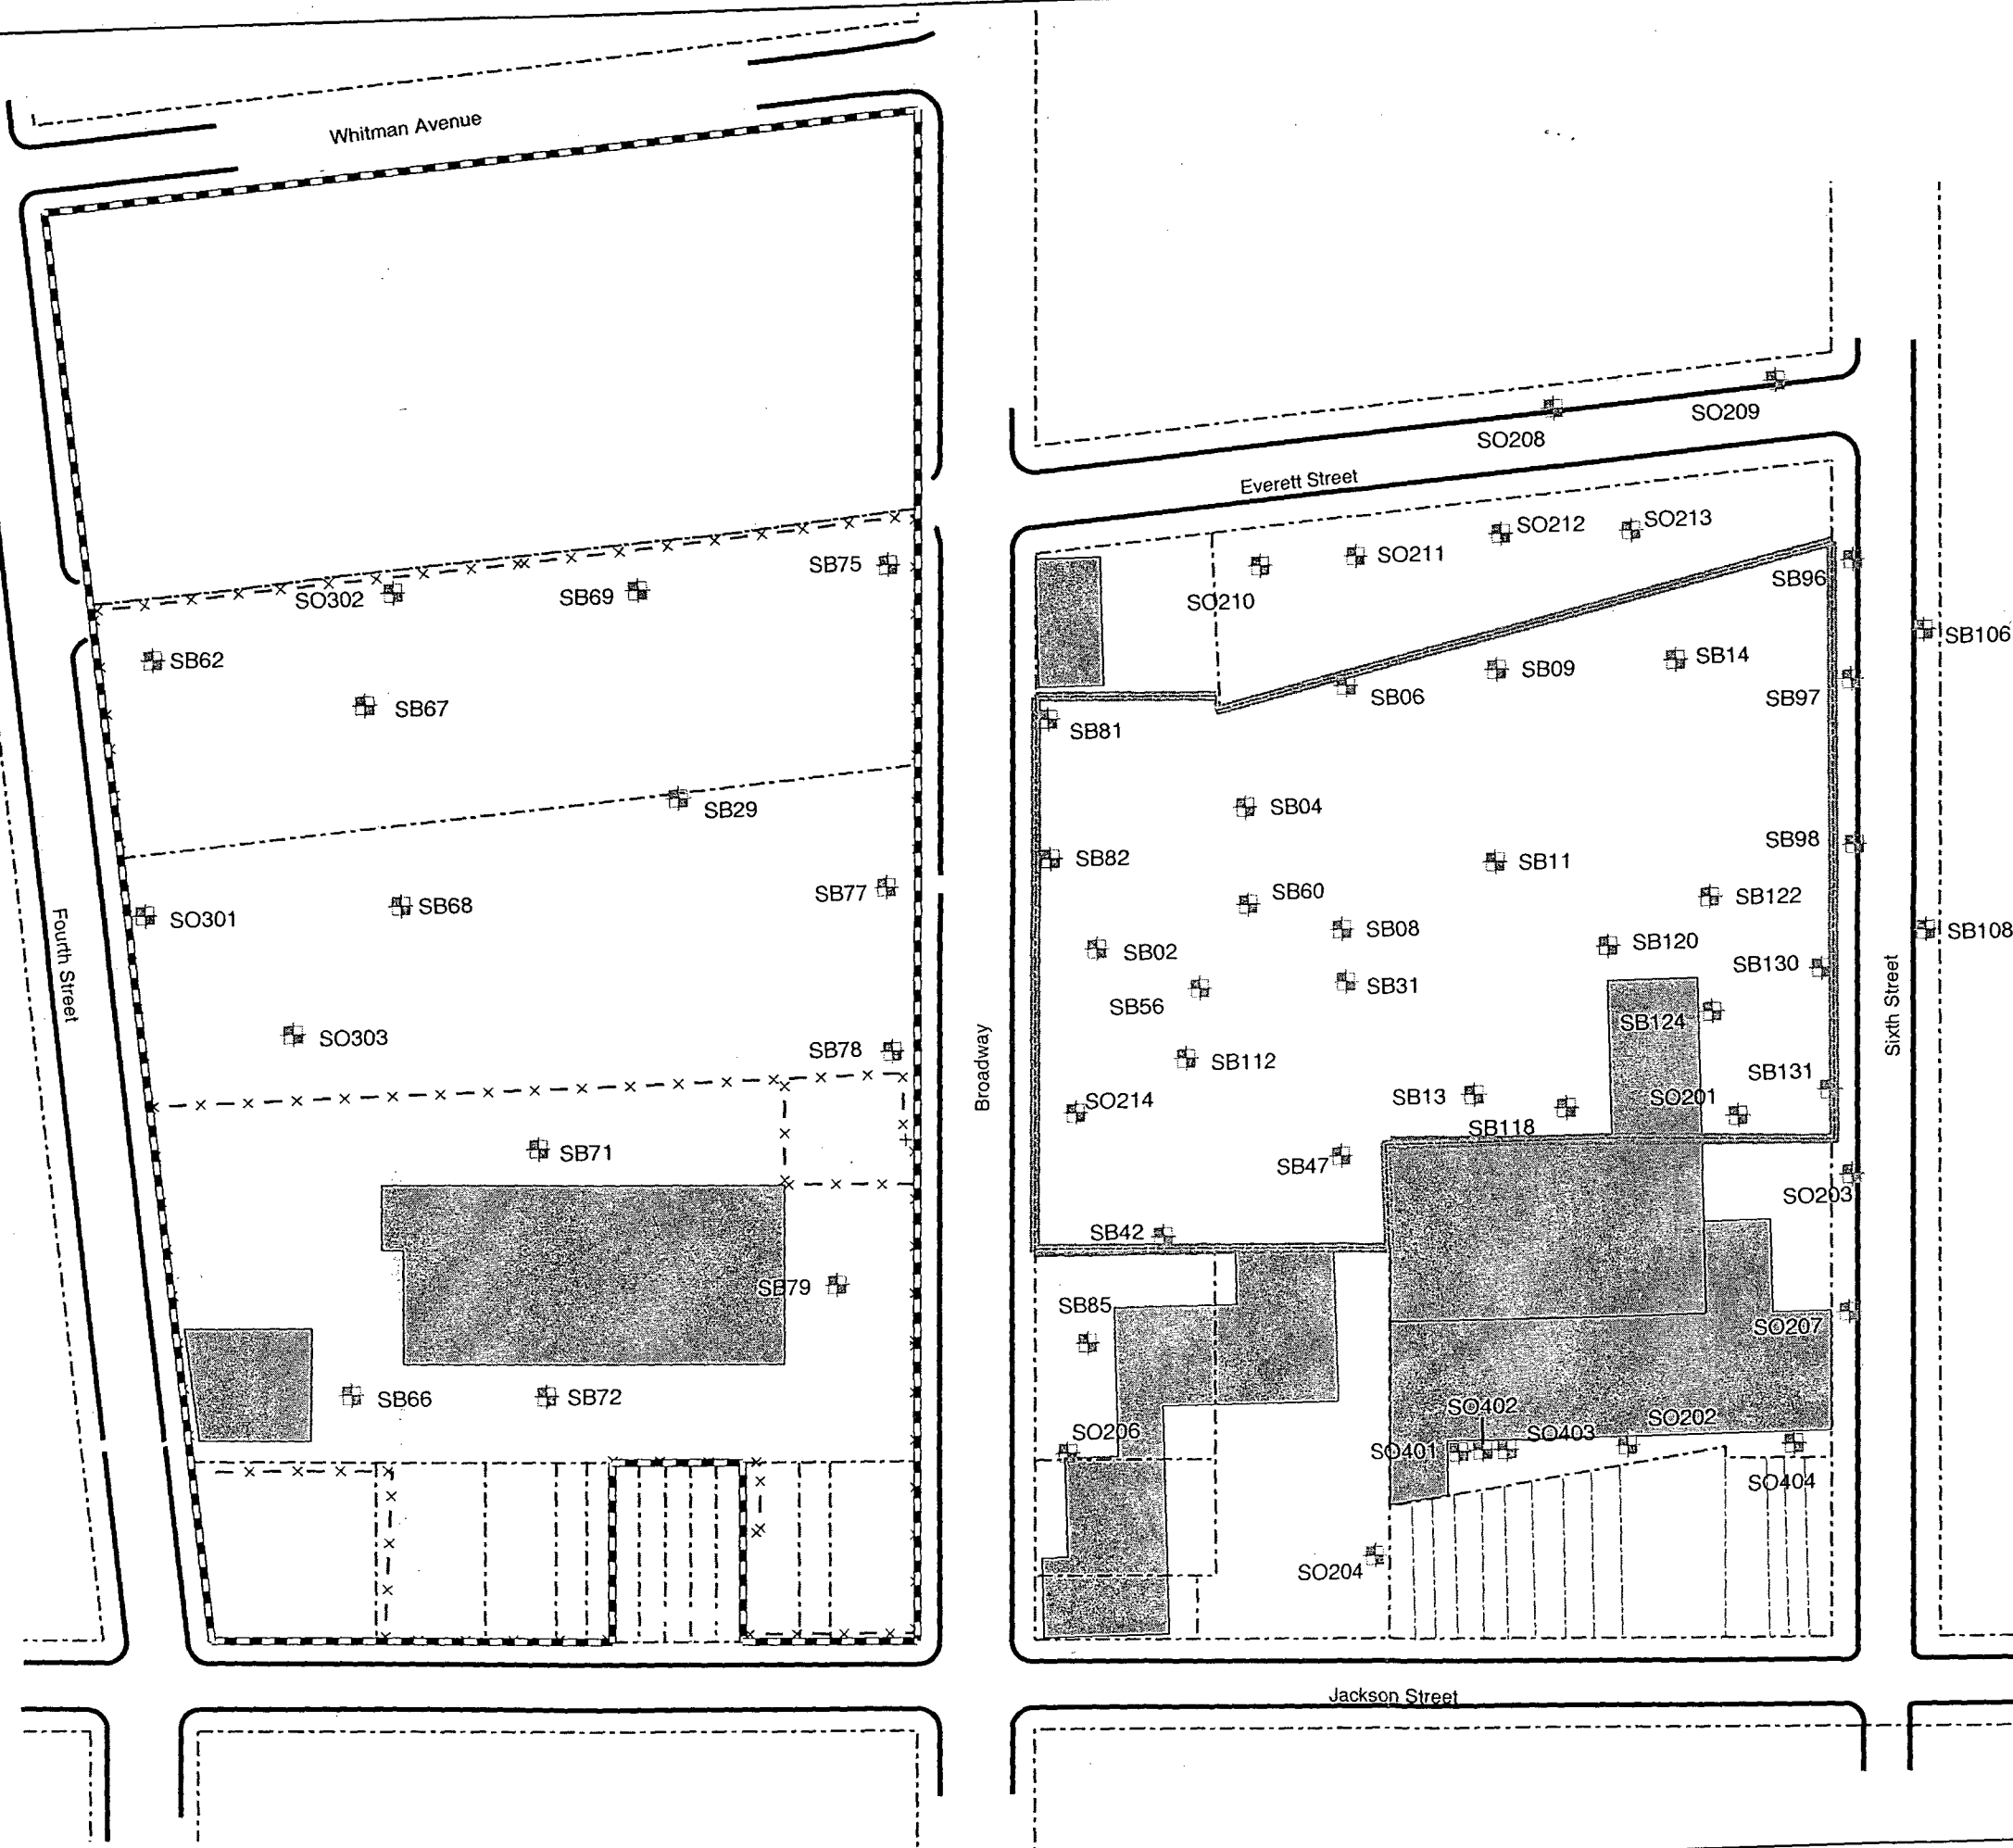 Whitman Avenue
SO209
SO208
Everett Street
SO212
SO213
SO211
SB75
SB96
SO302
SB69
SO210
SB106
SB62
SB09
SB14
SB67
SB06
SB97
SB81
SB29
SB04
SB98
SB82
SB11
SB77
SB60
SB122
SO301
SB68
SB08
SB108
Fourth Street
SB02
SB120
SB130
SB31
SB56
Sixth Street
SO303
SB124
SB78
SB112
Broadway
SB131
SO214
SB13
SO201
SB118
SB71
SB47
SO203
SB42
SB79
SB85
SO207
SB66
SB72
SO402
SO202
SO206
SO403
SO401
SO404
SO204
Jackson Street